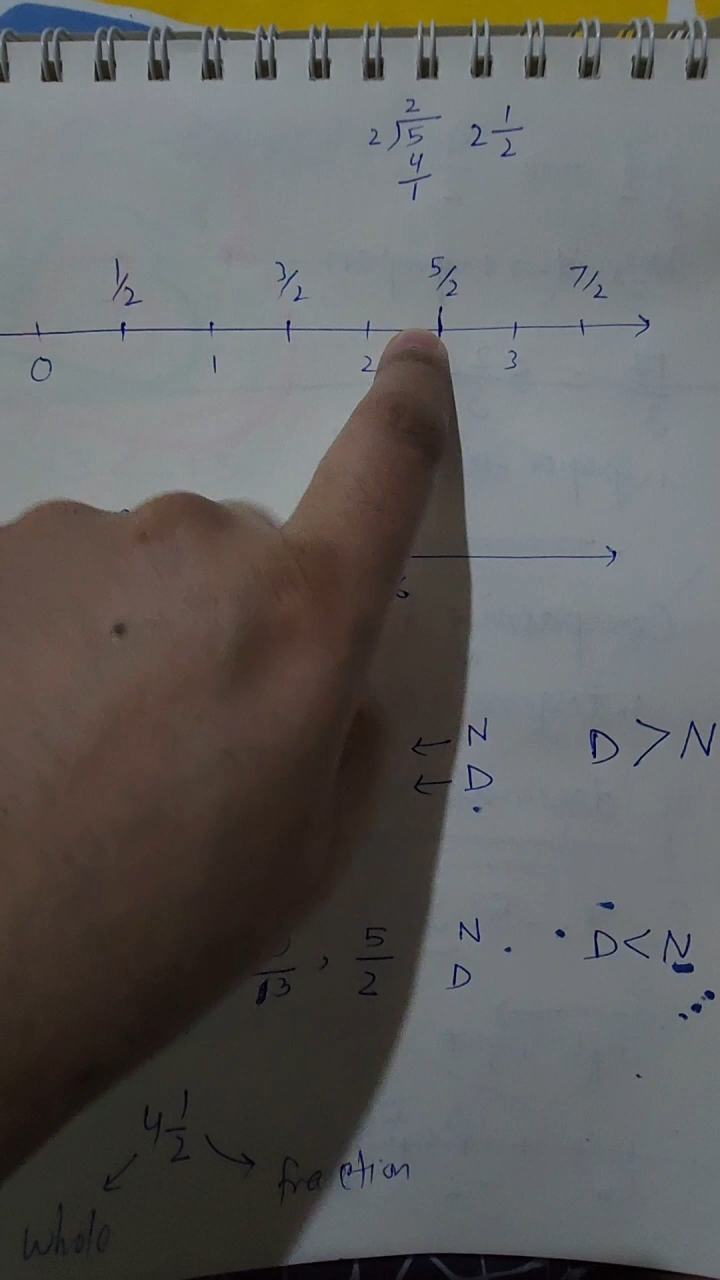 2
2)5 2 1/2
4
1
1/2 3/2 5/2 7/2
0 1 2 3
N D > N
D
5/2 N D < N
D
4 1/2
fraction
whole